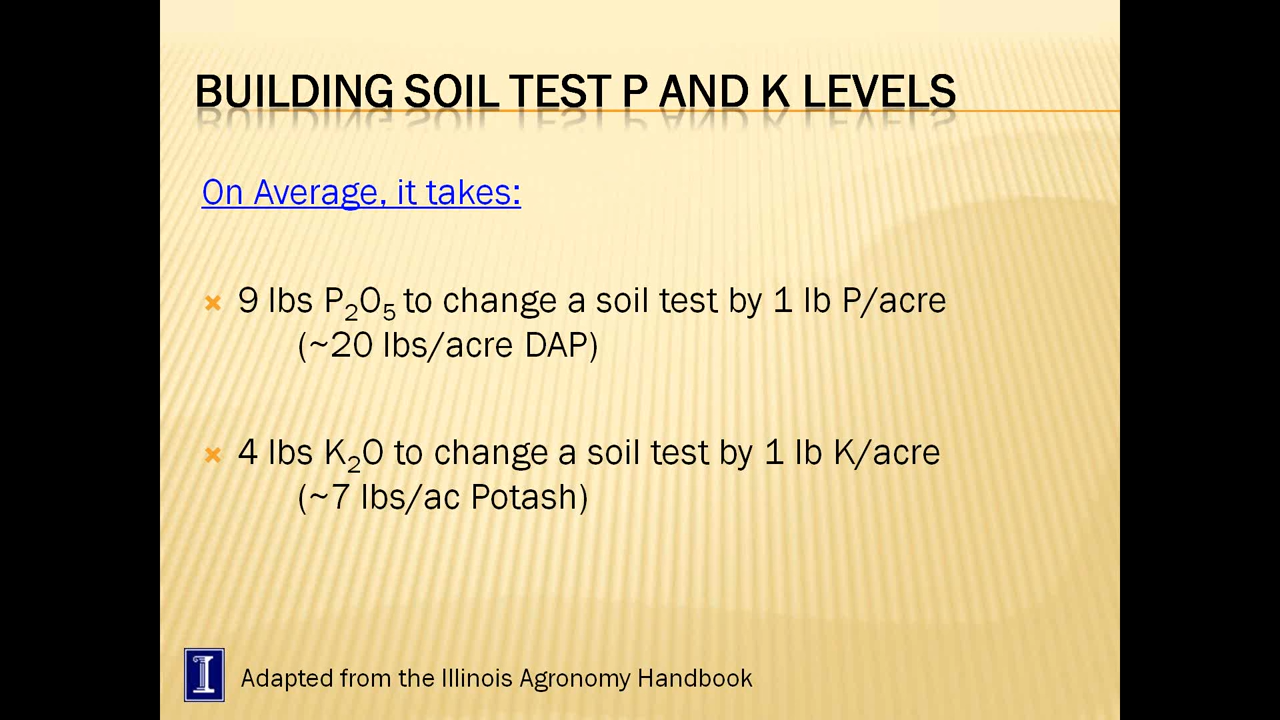 BUILDING SOIL TEST P AND K LEVELS
On Average, it takes:
9 lbs P₂O₅ to change a soil test by 1 lb P/acre
(~20 lbs/acre DAP)
4 lbs K₂O to change a soil test by 1 lb K/acre
(~7 lbs/ac Potash)
I Adapted from the Illinois Agronomy Handbook